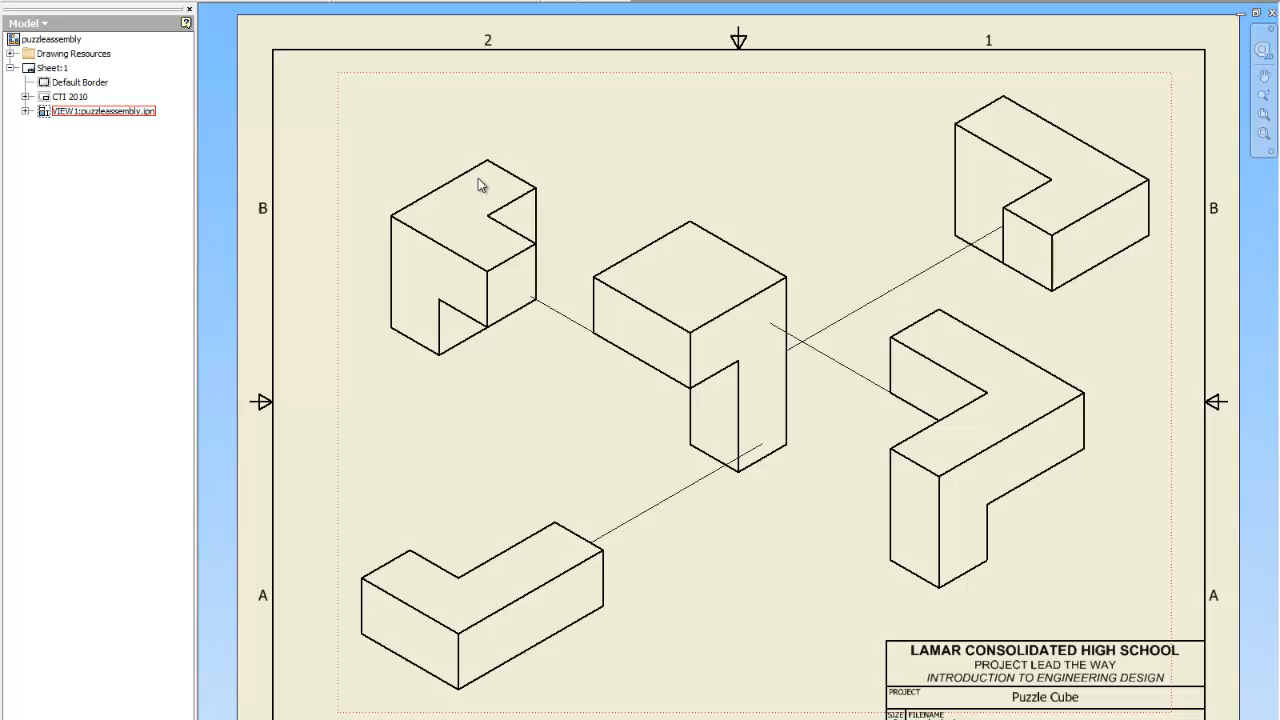 Model
puzzleassembly
Drawing Resources
Sheet:1
Default Border
CTI 2010
VIEW1:puzzleassembly.ipn
2
1
B
B
A
A
LAMAR CONSOLIDATED HIGH SCHOOL
PROJECT LEAD THE WAY
INTRODUCTION TO ENGINEERING DESIGN
PROJECT
Puzzle Cube
SIZE FILENAME